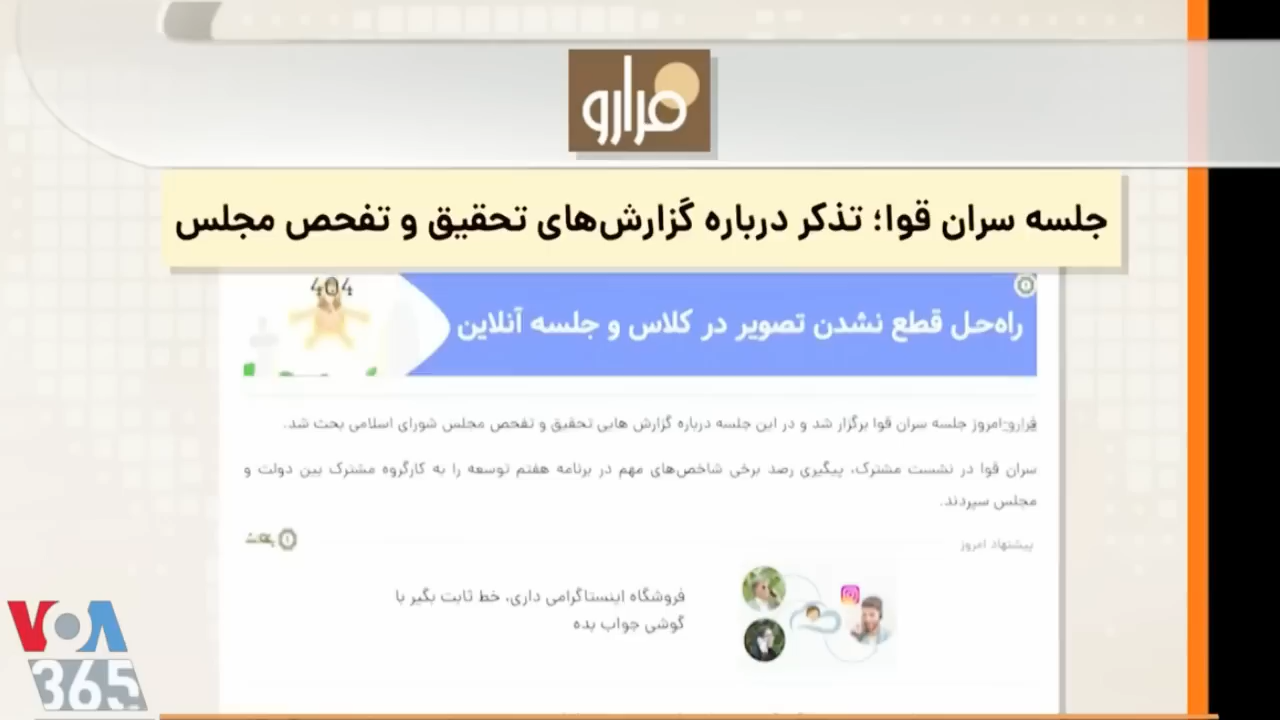 فرارو
جلسه سران قوا؛ تذکر درباره گزارش‌های تحقیق و تفحص مجلس
404
راه‌حل قطع نشدن تصویر در کلاس و جلسه آنلاین
فرارو- امروز جلسه سران قوا برگزار شد و در این جلسه درباره گزارش هایی تحقیق و تفحص مجلس شورای اسلامی بحث شد.
سران قوا در نشست مشترک، پیگیری رصد برخی شاخص‌های مهم در برنامه هفتم توسعه را به کارگروه مشترک بین دولت و
مجلس سپردند.
پیشنهاد امروز
فروشگاه اینستاگرامی داری، خط ثابت بگیر با
گوشی جواب بده
VOA
365